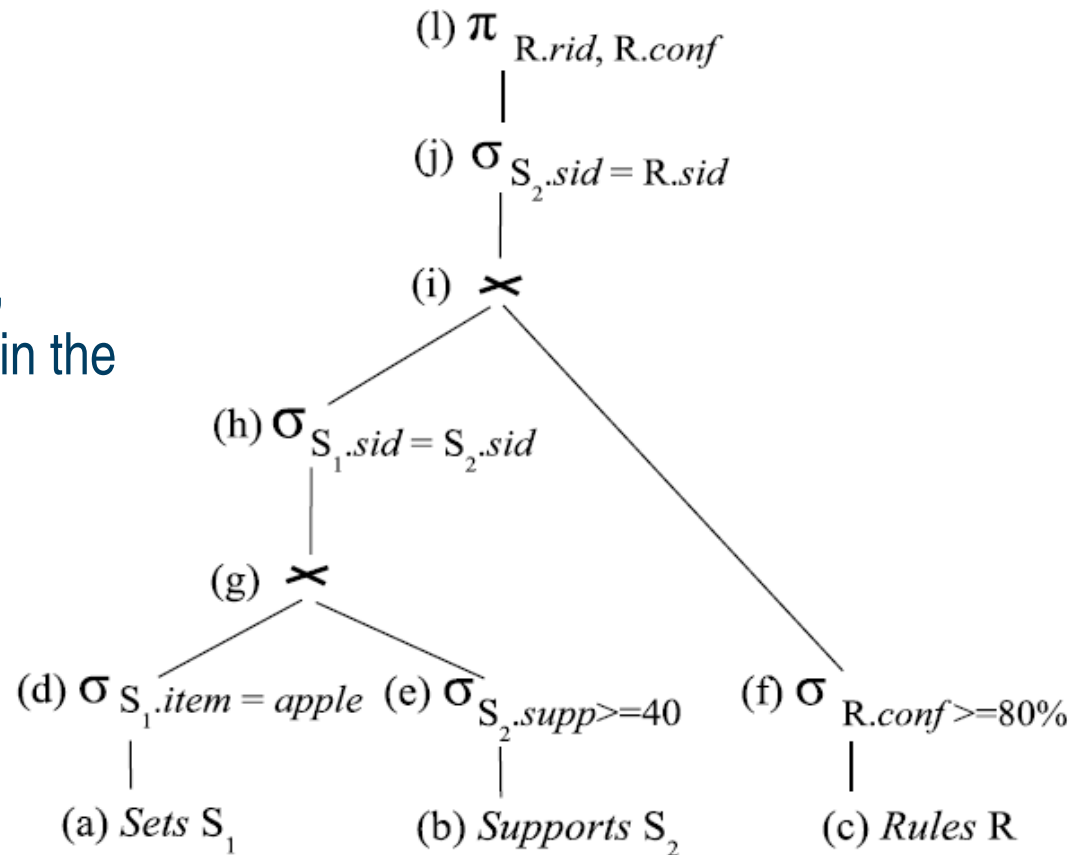 (l) π R.rid, R.conf
(j) σ S₂.sid = R.sid
(i) ×
in the
(h) σ S₁.sid = S₂.sid
(g) ×
(d) σ S₁.item = apple (e) σ S₂.supp>=40 (f) σ R.conf>=80%
(a) Sets S₁ (b) Supports S₂ (c) Rules R